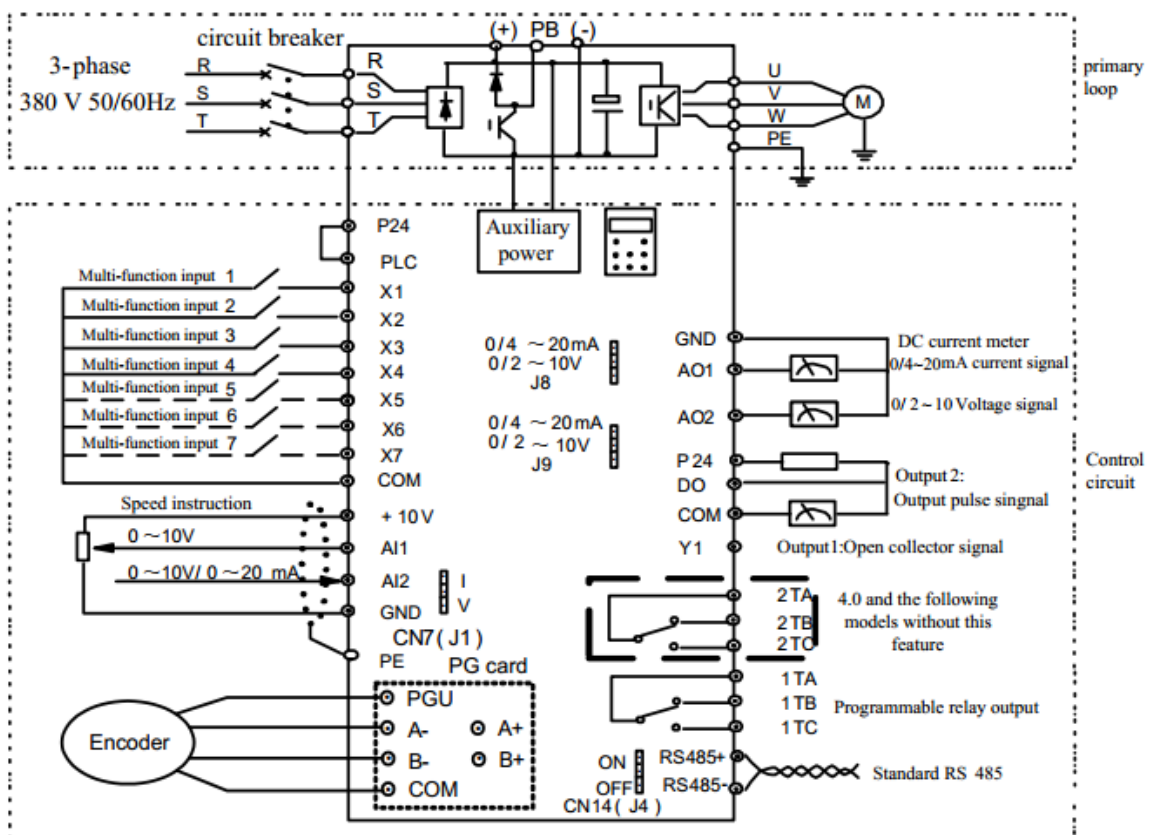 (+) PB (-)
circuit breaker
3-phase
380 V 50/60Hz
R
S
T
R
S
T
U
V
W
PE
M
primary
loop
P24
PLC
Auxiliary
power
Multi-function input 1
Multi-function input 2
Multi-function input 3
Multi-function input 4
Multi-function input 5
Multi-function input 6
Multi-function input 7
X1
X2
X3
X4
X5
X6
X7
COM
0/4 ~ 20mA
0/2 ~ 10V
J8
0/4 ~ 20mA
0/2 ~ 10V
J9
GND
AO1
AO2
DC current meter
0/4~20mA current signal
0/ 2 ~ 10 Voltage signal
P 24
DO
COM
Output 2:
Output pulse singnal
Control
circuit
Y1
Output1:Open collector signal
Speed instruction
0 ~10V
0 ~10V/ 0 ~20 mA
+ 10 V
AI1
AI2
GND
I
V
CN7 ( J1 )
PE
2 TA
2 TB
2 TC
4.0 and the following
models without this
feature
1 TA
1 TB
1 TC
Programmable relay output
PG card
PGU
A-
A+
B-
B+
COM
Encoder
ON
OFF
CN14 ( J4 )
RS485+
RS485-
Standard RS 485